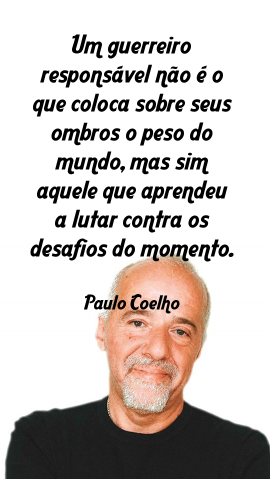 Um guerreiro
responsável não é o
que coloca sobre seus
ombros o peso do
mundo, mas sim
aquele que aprendeu
a lutar contra os
desafios do momento.
Paulo Coelho